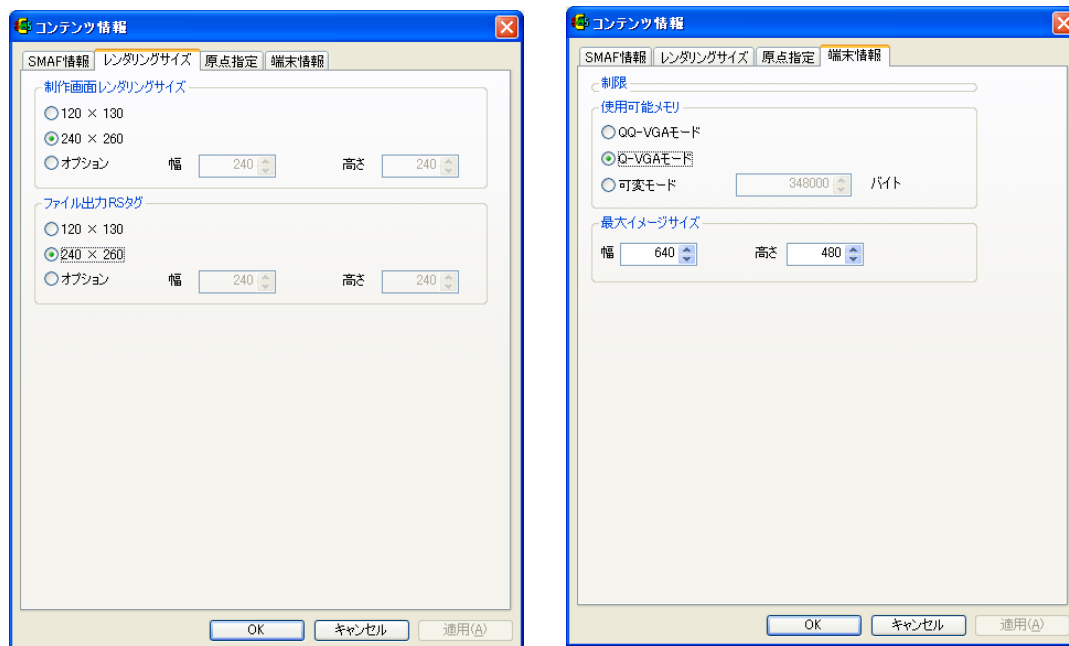 コンテンツ情報
SMAF情報 レンダリングサイズ 原点指定 端末情報
制作画面レンダリングサイズ
120 × 130
240 × 260
オプション 幅 240 高さ 240
ファイル出力RSタグ
120 × 130
240 × 260
オプション 幅 240 高さ 240
OK キャンセル 適用(A)
コンテンツ情報
SMAF情報 レンダリングサイズ 原点指定 端末情報
制限
使用可能メモリ
QQ-VGAモード
Q-VGAモード
可変モード 348000 バイト
最大イメージサイズ
幅 640 高さ 480
OK キャンセル 適用(A)